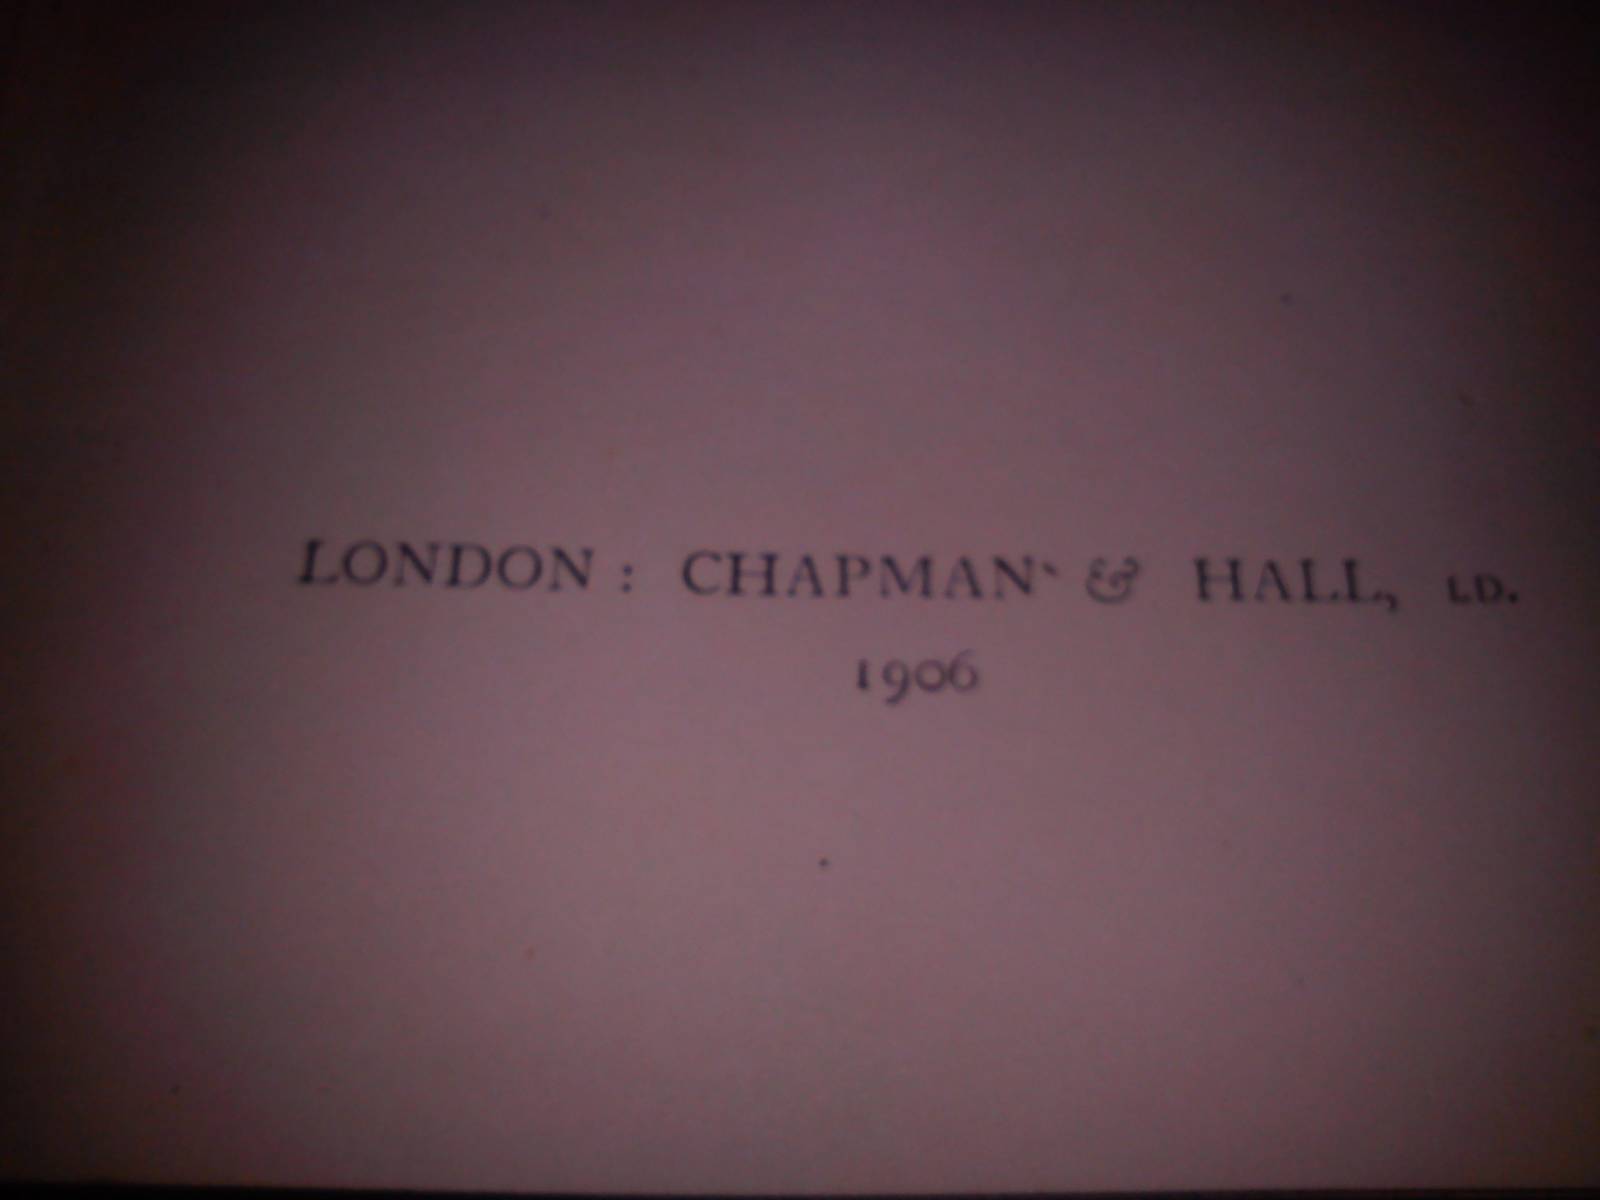 LONDON: CHAPMAN & HALL, LD.
1906